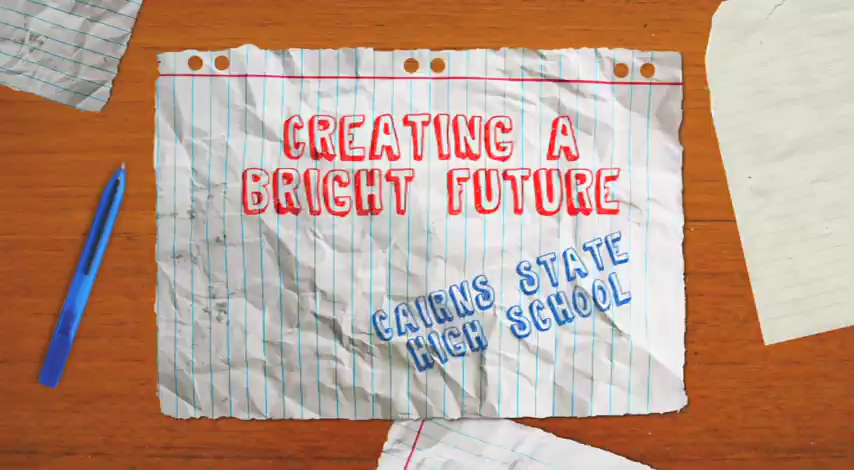 CREATING A
BRIGHT FUTURE
CAIRNS STATE
HIGH SCHOOL